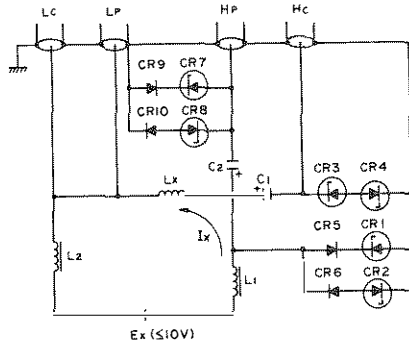 Lc Lp Hp Hc
CR9 CR7
CR10 CR8
C2 +
Lx + C1
CR3 CR4
Ix
CR5 CR1
L2 L1
CR6 CR2
Ex (≤10V)